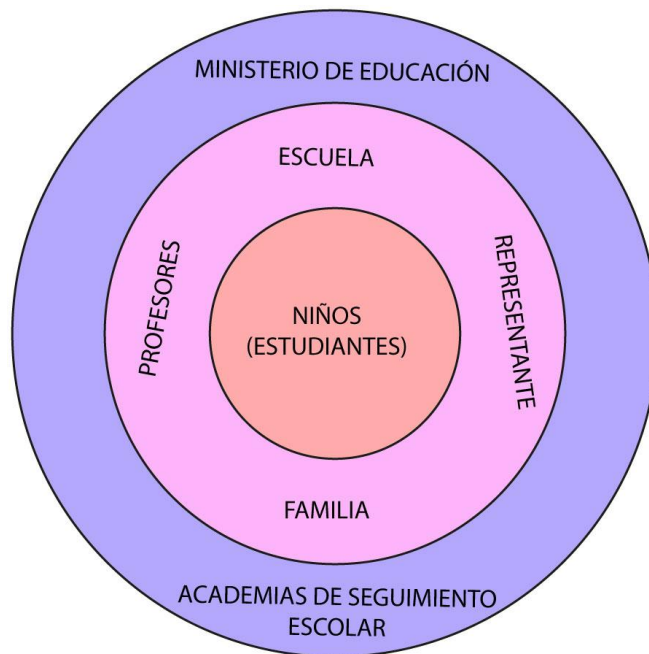 MINISTERIO DE EDUCACIÓN
ESCUELA
PROFESORES
REPRESENTANTE
NIÑOS
(ESTUDIANTES)
FAMILIA
ACADEMIAS DE SEGUIMIENTO
ESCOLAR